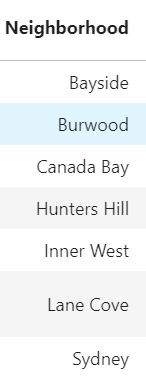 Neighborhood
Bayside
Burwood
Canada Bay
Hunters Hill
Inner West
Lane Cove
Sydney